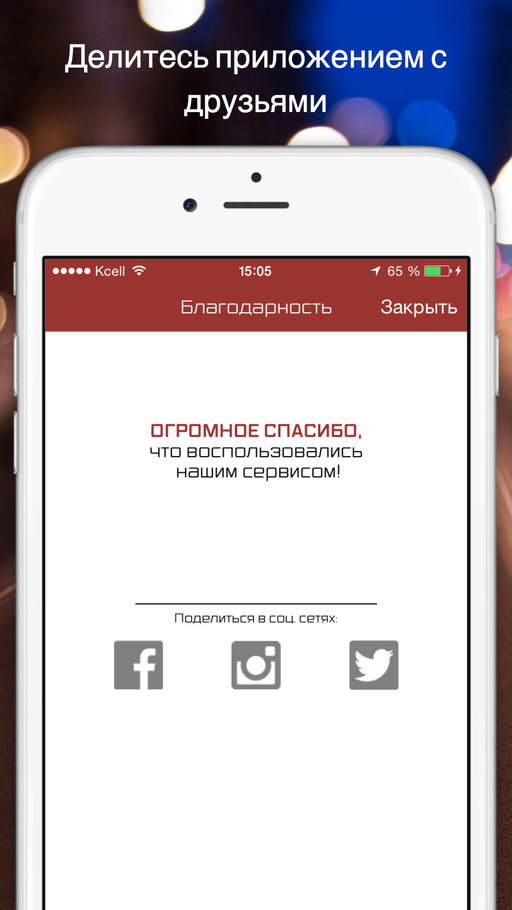 Делитесь приложением с
друзьями
Kcell 15:05 65 %
Благодарность Закрыть
ОГРОМНОЕ СПАСИБО,
что воспользовались
нашим сервисом!
Поделиться в соц. сетях: